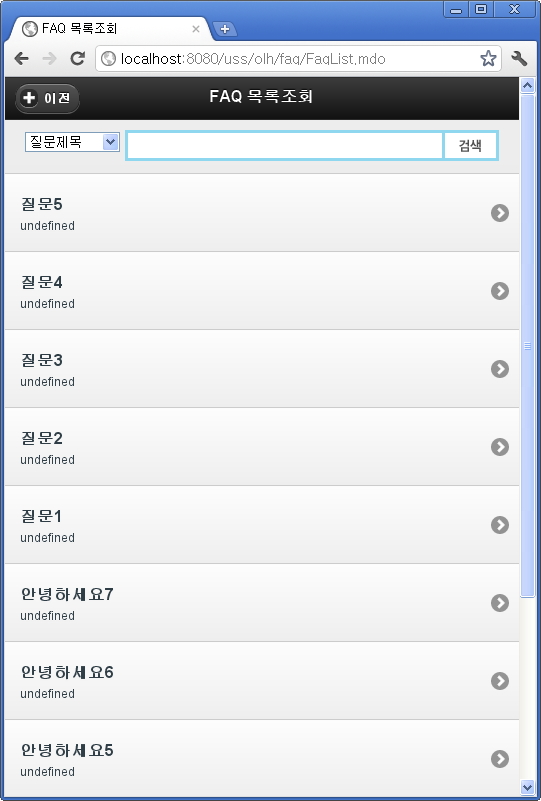 FAQ 목록조회
localhost:8080/uss/olh/faq/FaqList.mdo
이전
FAQ 목록조회
질문제목
검색
질문5
undefined
질문4
undefined
질문3
undefined
질문2
undefined
질문1
undefined
안녕하세요7
undefined
안녕하세요6
undefined
안녕하세요5
undefined